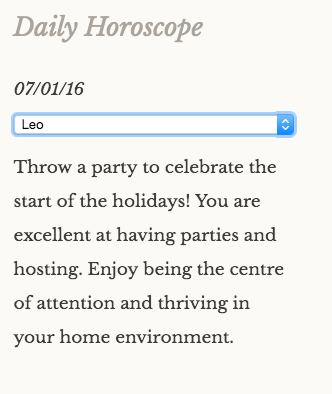 Daily Horoscope
07/01/16
Leo
Throw a party to celebrate the
start of the holidays! You are
excellent at having parties and
hosting. Enjoy being the centre
of attention and thriving in
your home environment.